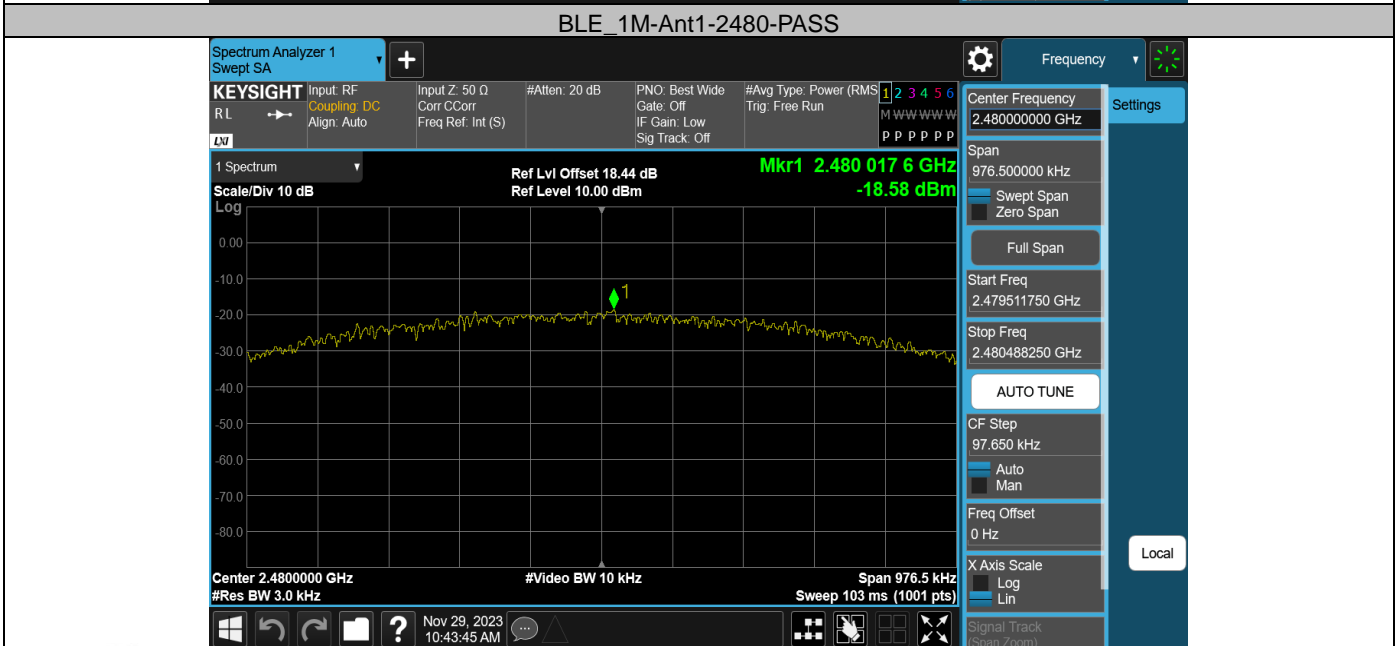 BLE_1M-Ant1-2480-PASS
Spectrum Analyzer 1
Swept SA
Frequency
KEYSIGHT
R L
LXI
Input: RF
Coupling: DC
Align: Auto
Input Z: 50 Ω
Corr CCorr
Freq Ref: Int (S)
#Atten: 20 dB
PNO: Best Wide
Gate: Off
IF Gain: Low
Sig Track: Off
#Avg Type: Power (RMS
Trig: Free Run
1 2 3 4 5 6
M W W W W W
P P P P P P
Settings
Center Frequency
2.480000000 GHz
Span
976.500000 kHz
Swept Span
Zero Span
Full Span
Start Freq
2.479511750 GHz
Stop Freq
2.480488250 GHz
AUTO TUNE
CF Step
97.650 kHz
Auto
Man
Freq Offset
0 Hz
X Axis Scale
Log
Lin
Signal Track
(Span Zoom)
Local
1 Spectrum
Scale/Div 10 dB
Log
Ref Lvl Offset 18.44 dB
Ref Level 10.00 dBm
Mkr1 2.480 017 6 GHz
-18.58 dBm
1
0.00
-10.0
-20.0
-30.0
-40.0
-50.0
-60.0
-70.0
-80.0
Center 2.4800000 GHz
#Res BW 3.0 kHz
#Video BW 10 kHz
Span 976.5 kHz
Sweep 103 ms (1001 pts)
?
Nov 29, 2023
10:43:45 AM